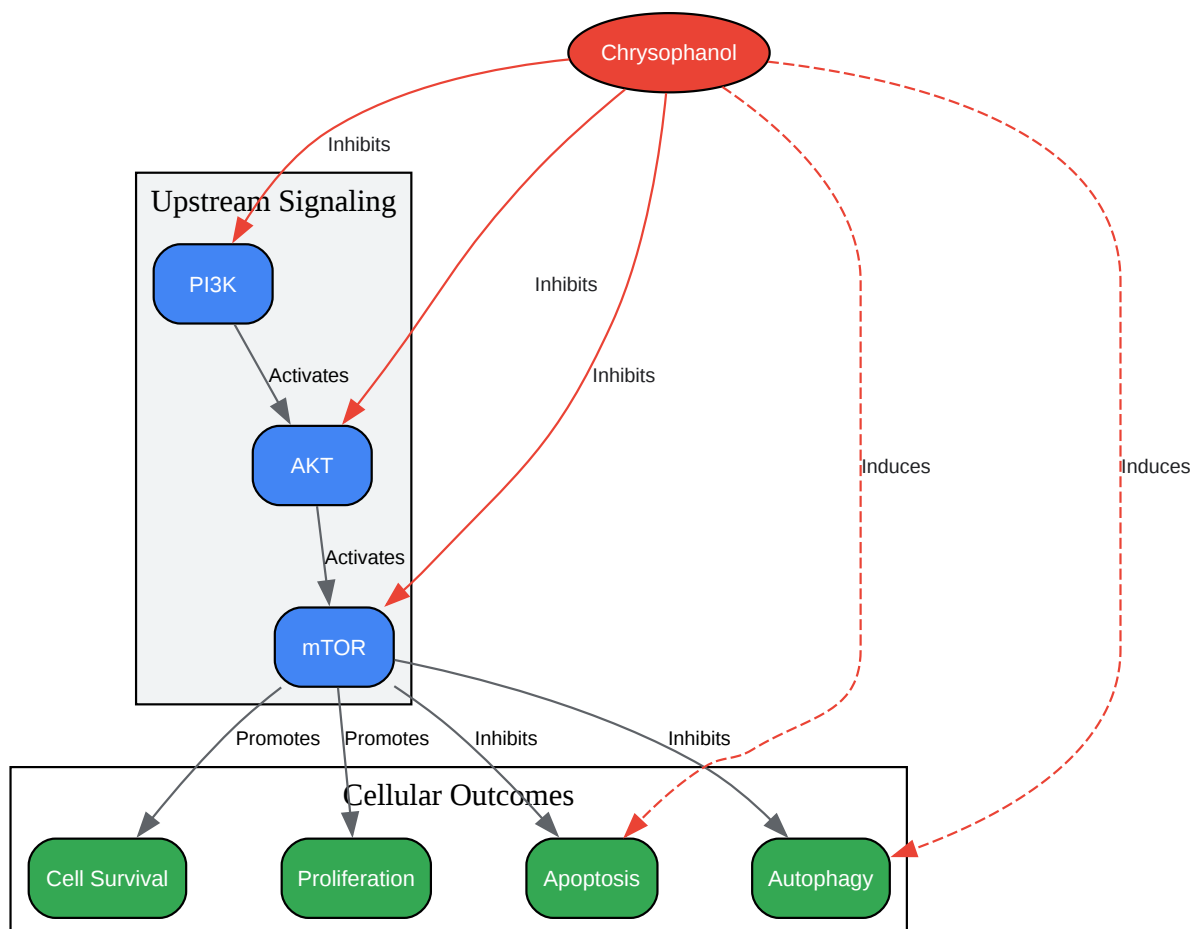 Chrysophanol
Inhibits
Upstream Signaling
PI3K
Inhibits
Activates
Inhibits
AKT
Induces
Induces
Activates
mTOR
Promotes
Promotes
Inhibits
Inhibits
Cellular Outcomes
Cell Survival
Proliferation
Apoptosis
Autophagy